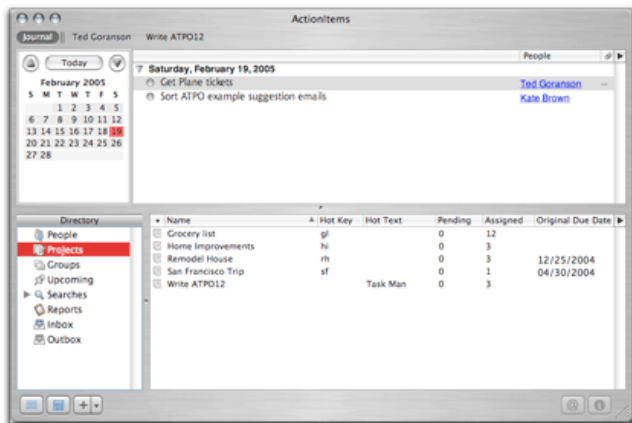 ActionItems
Journal Ted Goranson Write ATPO12
Today
February 2005
S M T W T F S
1 2 3 4 5
6 7 8 9 10 11 12
13 14 15 16 17 18 19
20 21 22 23 24 25 26
27 28
People
Saturday, February 19, 2005
Get Plane tickets Ted Goranson
Sort ATPO example suggestion emails Kate Brown
Directory
People
Projects
Groups
Upcoming
Searches
Reports
Inbox
Outbox
Name Hot Key Hot Text Pending Assigned Original Due Date
Grocery list gl 0 12
Home Improvements hi 0 3
Remodel House rh 0 3 12/25/2004
San Francisco Trip sf 0 1 04/30/2004
Write ATPO12 Task Man 0 3